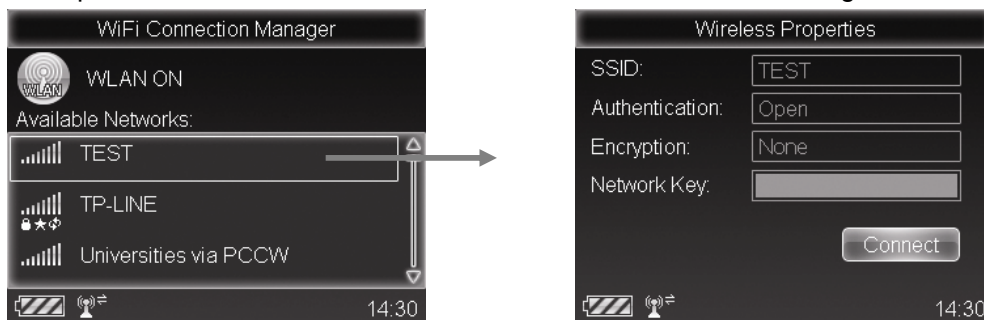 WiFi Connection Manager
WLAN
WLAN ON
Available Networks:
TEST
TP-LINE
Universities via PCCW
14:30
Wireless Properties
SSID: TEST
Authentication: Open
Encryption: None
Network Key:
Connect
14:30